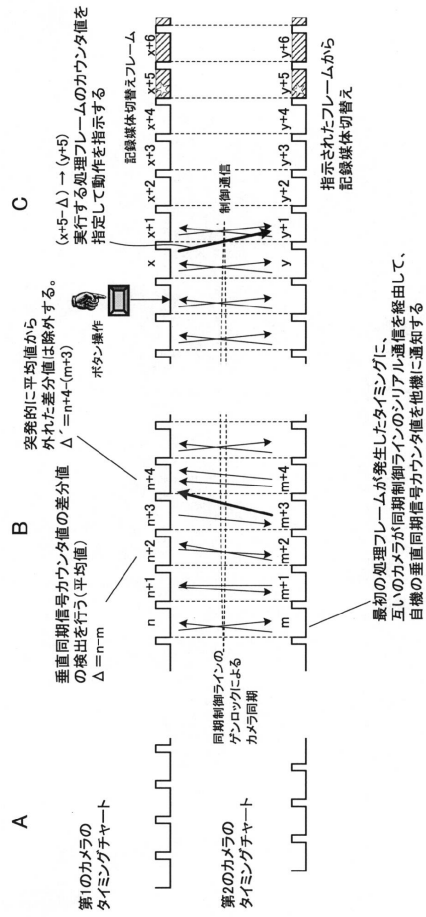 A
B
C
第1のカメラの
タイミングチャート
第2のカメラの
タイミングチャート
垂直同期信号カウンタ値の差分値
の検出を行う(平均値)
Δ=n-m
突発的に平均値から
外れた差分値は除外する。
Δ´=n+4-(m+3)
n
n+1
n+2
n+3
n+4
同期制御ラインの
ゲンロックによる
カメラ同期
m
m+1
m+2
m+3
m+4
最初の処理フレームが発生したタイミングに、
互いのカメラが同期制御ラインのシリアル通信を経由して、
自機の垂直同期信号カウンタ値を他機に通知する
ボタン操作
(x+5-Δ)→(y+5)
実行する処理フレームのカウンタ値を
指定して動作を指示する
記録媒体切替えフレーム
x
x+1
x+2
x+3
x+4
x+5
x+6
制御通信
y
y+1
y+2
y+3
y+4
y+5
y+6
指示されたフレームから
記録媒体切替え